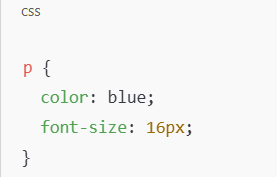 css
p {
  color: blue;
  font-size: 16px;
}